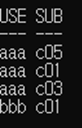 USE SUB
--- ---
aaa c05
aaa c01
aaa c03
bbb c01